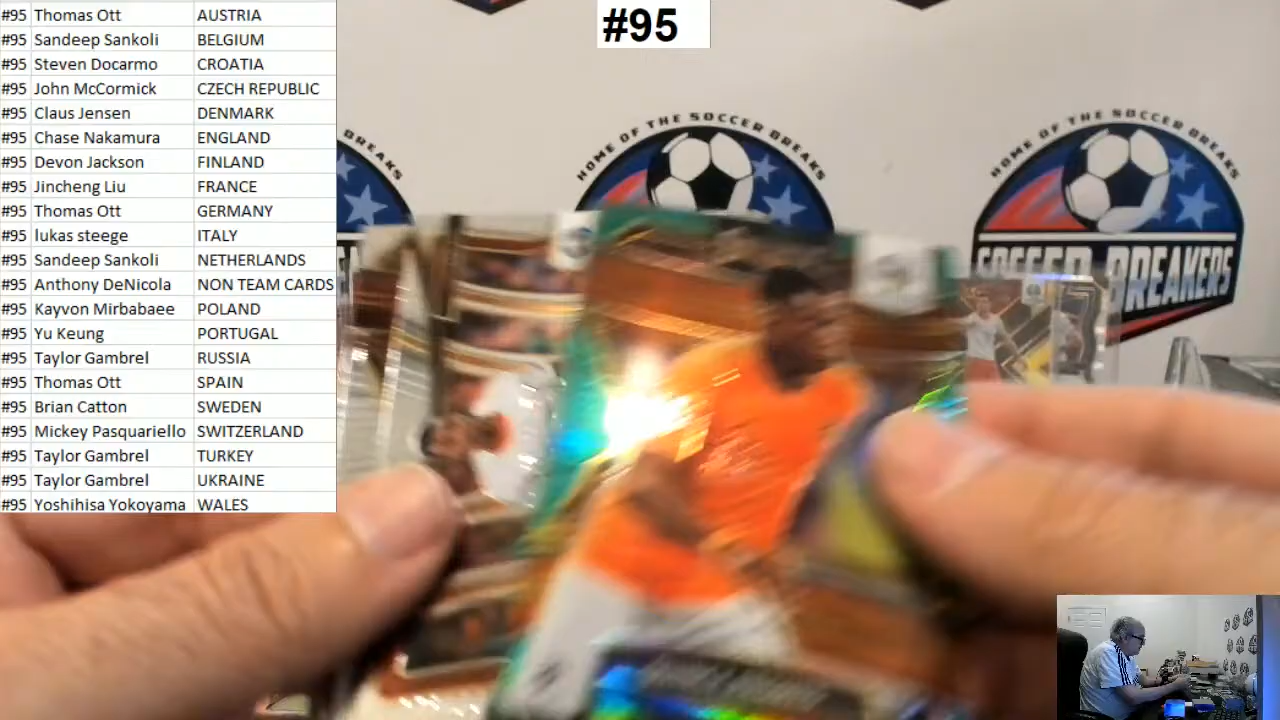 #95
#95 Thomas Ott AUSTRIA
#95 Sandeep Sankoli BELGIUM
#95 Steven Docarmo CROATIA
#95 John McCormick CZECH REPUBLIC
#95 Claus Jensen DENMARK
#95 Chase Nakamura ENGLAND
#95 Devon Jackson FINLAND
#95 Jincheng Liu FRANCE
#95 Thomas Ott GERMANY
#95 lukas steege ITALY
#95 Sandeep Sankoli NETHERLANDS
#95 Anthony DeNicola NON TEAM CARDS
#95 Kayvon Mirbabaee POLAND
#95 Yu Keung PORTUGAL
#95 Taylor Gambrel RUSSIA
#95 Thomas Ott SPAIN
#95 Brian Catton SWEDEN
#95 Mickey Pasquariello SWITZERLAND
#95 Taylor Gambrel TURKEY
#95 Taylor Gambrel UKRAINE
#95 Yoshihisa Yokoyama WALES
BREAKS
HOME OF THE SOCCER BREAKS
HOME OF THE SOCCER BREAKS
SOCCER BREAKERS